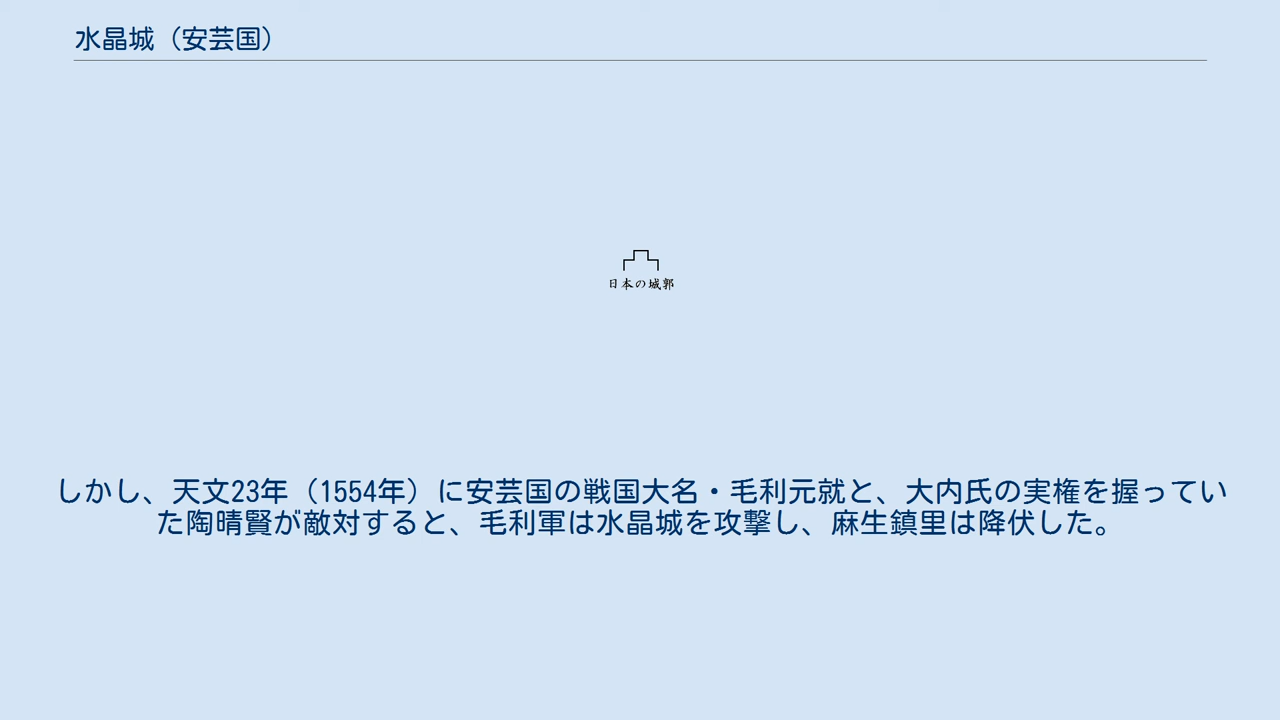 水晶城（安芸国）
日本の城郭
しかし、天文23年（1554年）に安芸国の戦国大名・毛利元就と、大内氏の実権を握ってい
た陶晴賢が敵対すると、毛利軍は水晶城を攻撃し、麻生鎮里は降伏した。